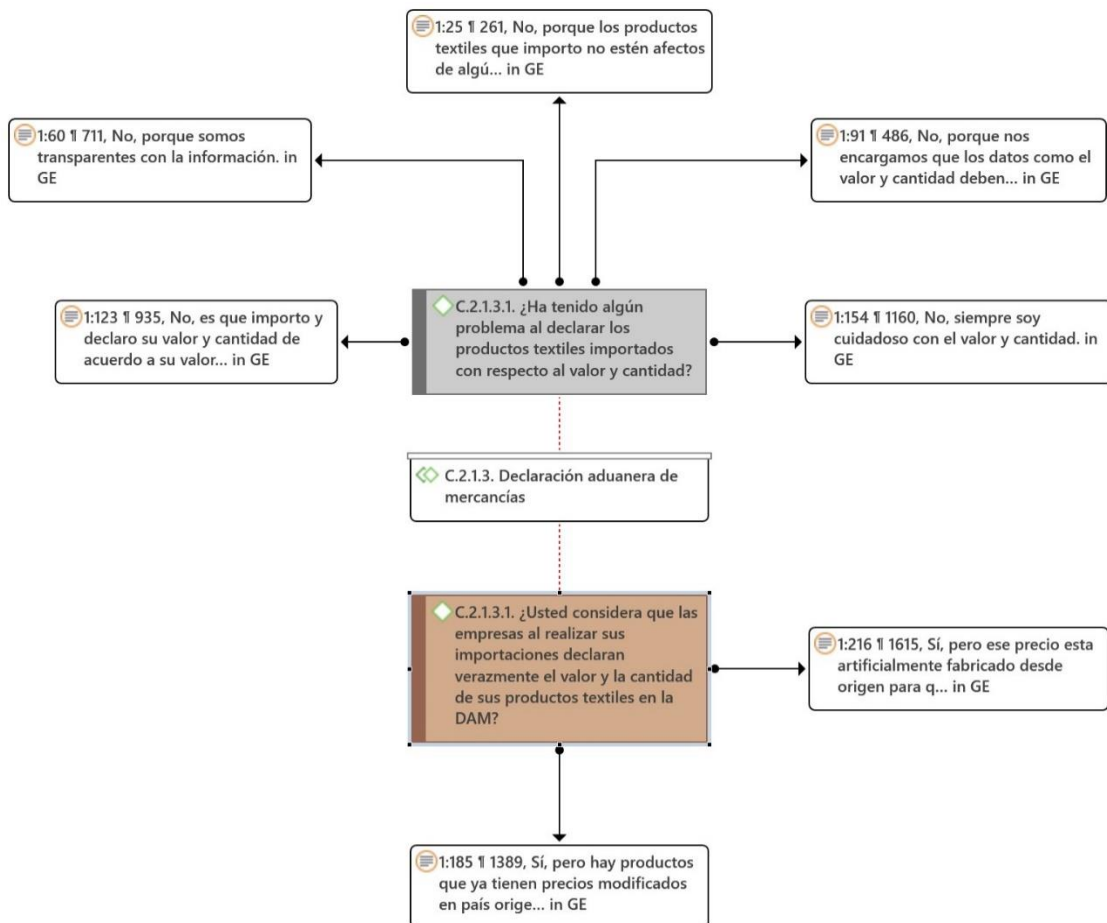 1:25 ¶ 261, No, porque los productos
textiles que importo no estén afectos
de algú... in GE
1:60 ¶ 711, No, porque somos
transparentes con la información. in
GE
1:91 ¶ 486, No, porque nos
encargamos que los datos como el
valor y cantidad deben... in GE
1:123 ¶ 935, No, es que importo y
declaro su valor y cantidad de
acuerdo a su valor... in GE
C.2.1.3.1. ¿Ha tenido algún
problema al declarar los
productos textiles importados
con respecto al valor y cantidad?
1:154 ¶ 1160, No, siempre soy
cuidadoso con el valor y cantidad. in
GE
C.2.1.3. Declaración aduanera de
mercancías
C.2.1.3.1. ¿Usted considera que las
empresas al realizar sus
importaciones declaran
verazmente el valor y la cantidad
de sus productos textiles en la
DAM?
1:216 ¶ 1615, Sí, pero ese precio esta
artificialmente fabricado desde
origen para q... in GE
1:185 ¶ 1389, Sí, pero hay productos
que ya tienen precios modificados
en país orige... in GE